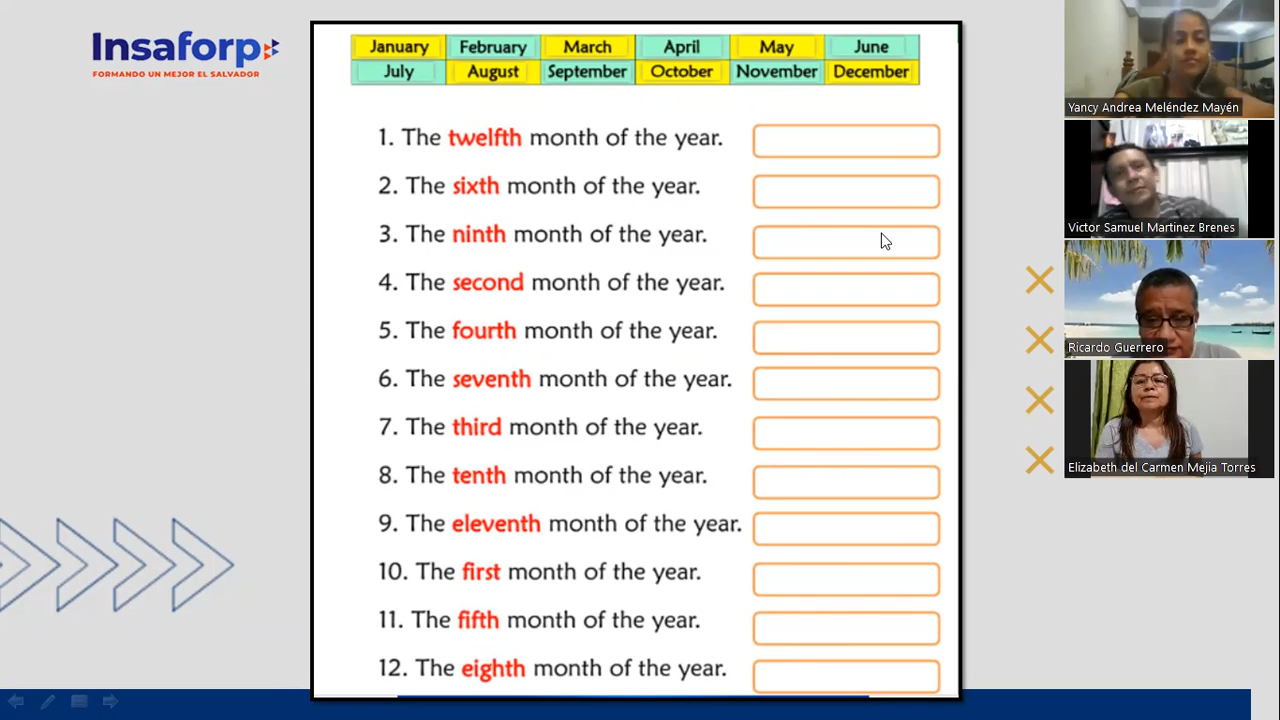 Insaforp
FORMANDO UN MEJOR EL SALVADOR
January February March April May June
July August September October November December
1. The twelfth month of the year.
2. The sixth month of the year.
3. The ninth month of the year.
4. The second month of the year.
5. The fourth month of the year.
6. The seventh month of the year.
7. The third month of the year.
8. The tenth month of the year.
9. The eleventh month of the year.
10. The first month of the year.
11. The fifth month of the year.
12. The eighth month of the year.
Yancy Andrea Meléndez Mayén
Victor Samuel Martinez Brenes
Ricardo Guerrero
Elizabeth del Carmen Mejia Torres